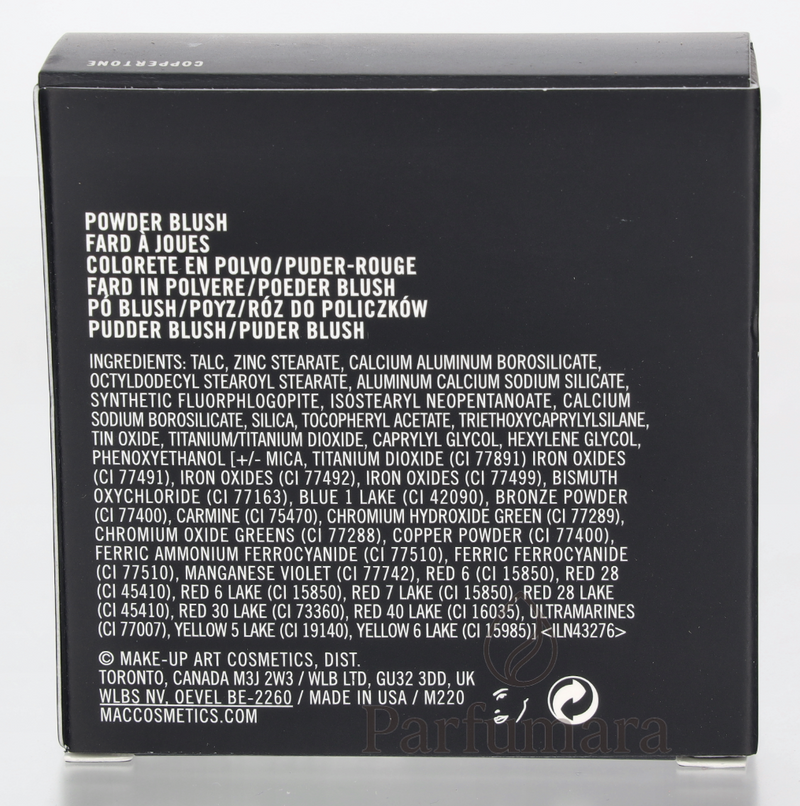 COPPERTONE
POWDER BLUSH
FARD À JOUES
COLORETE EN POLVO/PUDER-ROUGE
FARD IN POLVERE/POEDER BLUSH
PÓ BLUSH/ΡΟΥΖ/RÓŻ DO POLICZKÓW
PUDDER BLUSH/PUDER BLUSH
INGREDIENTS: TALC, ZINC STEARATE, CALCIUM ALUMINUM BOROSILICATE,
OCTYLDODECYL STEAROYL STEARATE, ALUMINUM CALCIUM SODIUM SILICATE,
SYNTHETIC FLUORPHLOGOPITE, ISOSTEARYL NEOPENTANOATE, CALCIUM
SODIUM BOROSILICATE, SILICA, TOCOPHERYL ACETATE, TRIETHOXYCAPRYLYLSILANE,
TIN OXIDE, TITANIUM/TITANIUM DIOXIDE, CAPRYLYL GLYCOL, HEXYLENE GLYCOL,
PHENOXYETHANOL [+/- MICA, TITANIUM DIOXIDE (CI 77891) IRON OXIDES
(CI 77491), IRON OXIDES (CI 77492), IRON OXIDES (CI 77499), BISMUTH
OXYCHLORIDE (CI 77163), BLUE 1 LAKE (CI 42090), BRONZE POWDER
(CI 77400), CARMINE (CI 75470), CHROMIUM HYDROXIDE GREEN (CI 77289),
CHROMIUM OXIDE GREENS (CI 77288), COPPER POWDER (CI 77400),
FERRIC AMMONIUM FERROCYANIDE (CI 77510), FERRIC FERROCYANIDE
(CI 77510), MANGANESE VIOLET (CI 77742), RED 6 (CI 15850), RED 28
(CI 45410), RED 6 LAKE (CI 15850), RED 7 LAKE (CI 15850), RED 28 LAKE
(CI 45410), RED 30 LAKE (CI 73360), RED 40 LAKE (CI 16035), ULTRAMARINES
(CI 77007), YELLOW 5 LAKE (CI 19140), YELLOW 6 LAKE (CI 15985)] <ILN43276>
© MAKE-UP ART COSMETICS, DIST.
TORONTO, CANADA M3J 2W3 / WLB LTD, GU32 3DD, UK
WLBS NV, OEVEL BE-2260 / MADE IN USA / M220
MACCOSMETICS.COM
Parfumara